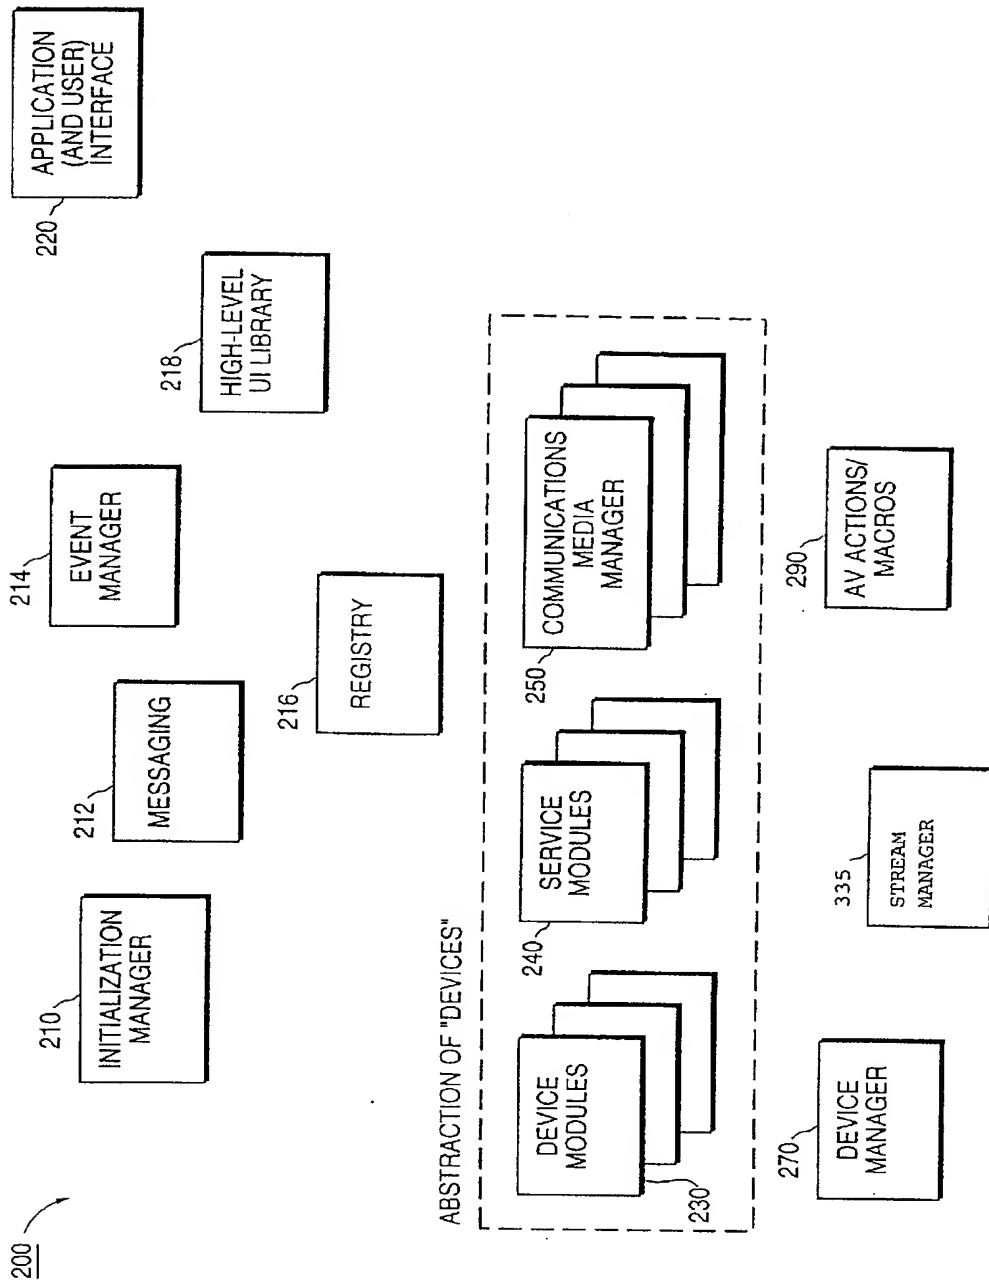 200
210
INITIALIZATION
MANAGER
212
MESSAGING
214
EVENT
MANAGER
216
REGISTRY
218
HIGH-LEVEL
UI LIBRARY
220
APPLICATION
(AND USER)
INTERFACE
ABSTRACTION OF "DEVICES"
DEVICE
MODULES
230
240
SERVICE
MODULES
250
COMMUNICATIONS
MEDIA
MANAGER
270
DEVICE
MANAGER
335
STREAM
MANAGER
290
AV ACTIONS/
MACROS